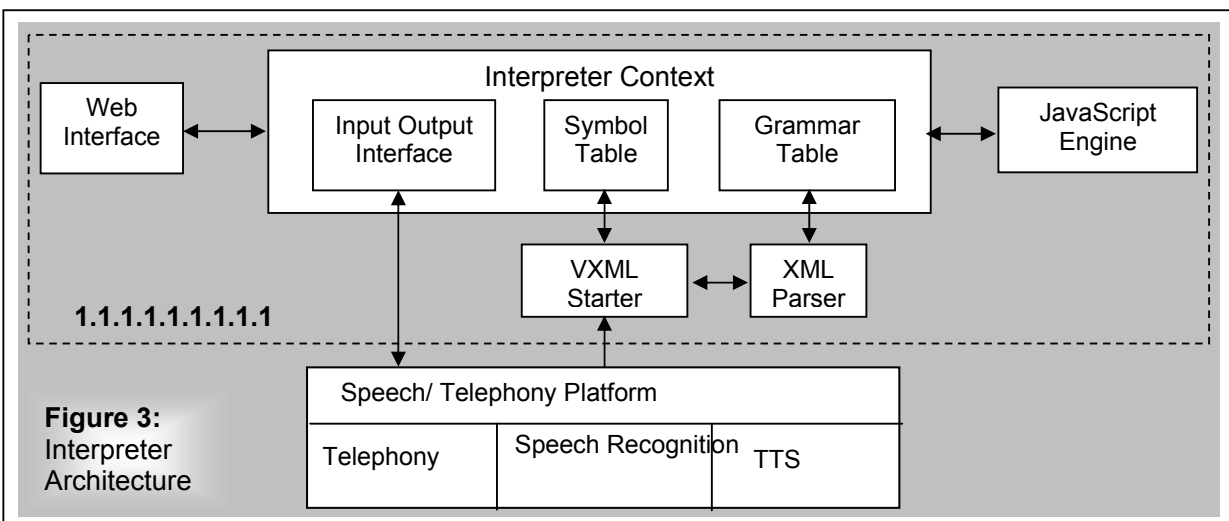 Interpreter Context
Web
Interface
Input Output
Interface
Symbol
Table
Grammar
Table
JavaScript
Engine
VXML
Starter
XML
Parser
1.1.1.1.1.1.1.1.1
Speech/ Telephony Platform
Telephony
Speech Recognition
TTS
Figure 3:
Interpreter
Architecture